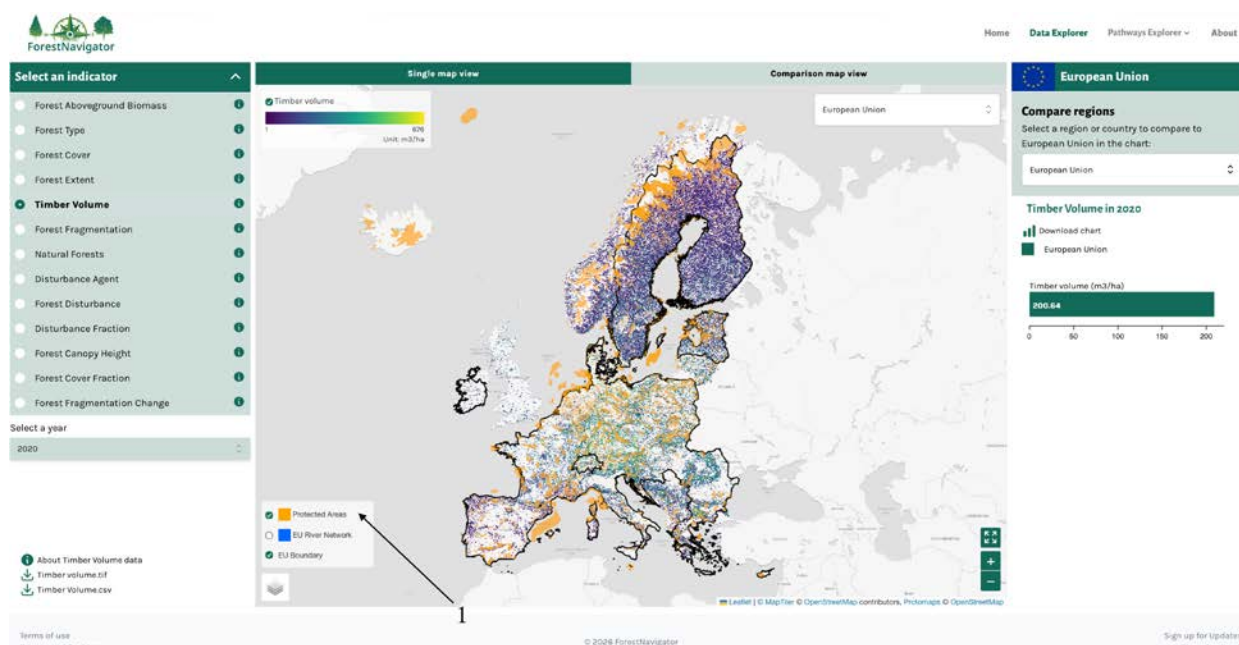 ForestNavigator
Home Data Explorer Pathways Explorer About
Select an indicator
Forest Aboveground Biomass
Forest Type
Forest Cover
Forest Extent
Timber Volume
Forest Fragmentation
Natural Forests
Disturbance Agent
Forest Disturbance
Disturbance Fraction
Forest Canopy Height
Forest Cover Fraction
Forest Fragmentation Change
Select a year
2020
About Timber Volume data
Timber volume.tif
Timber Volume.csv
Single map view Comparison map view
Timber volume
1 676
Unit: m3/ha
European Union
Protected Areas
EU River Network
EU Boundary
1
+
−
Leaflet | © MapTiler © OpenStreetMap contributors, Protomaps © OpenStreetMap
European Union
Compare regions
Select a region or country to compare to
European Union in the chart:
European Union
Timber Volume in 2020
Download chart
European Union
Timber volume (m3/ha)
200.64
0 50 100 150 200
Terms of use
© 2026 ForestNavigator
Sign up for Updates